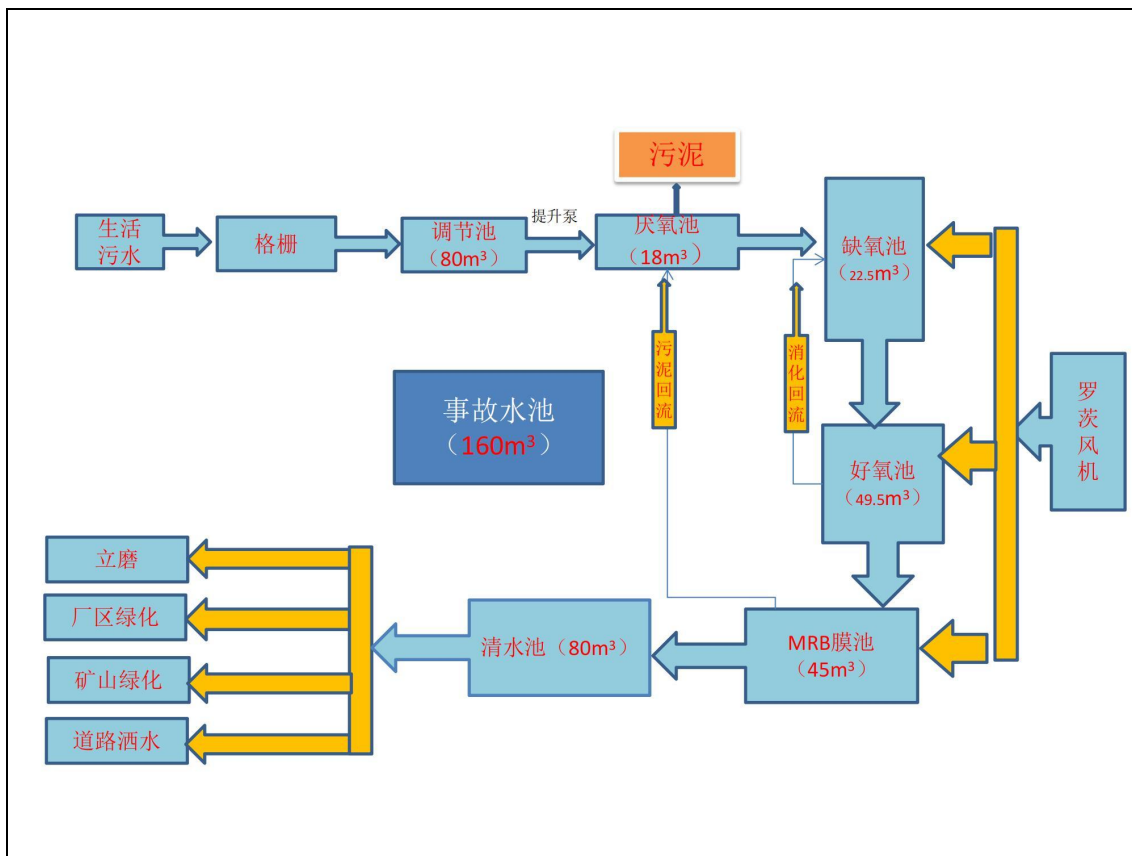 污泥
生活
污水
格栅
调节池
（80m³）
提升泵
厌氧池
（18m³）
缺氧池
（22.5m³）
污泥回流
消化回流
罗茨风机
事故水池
（160m³）
好氧池
（49.5m³）
立磨
厂区绿化
矿山绿化
道路洒水
清水池（80m³）
MRB膜池
（45m³）